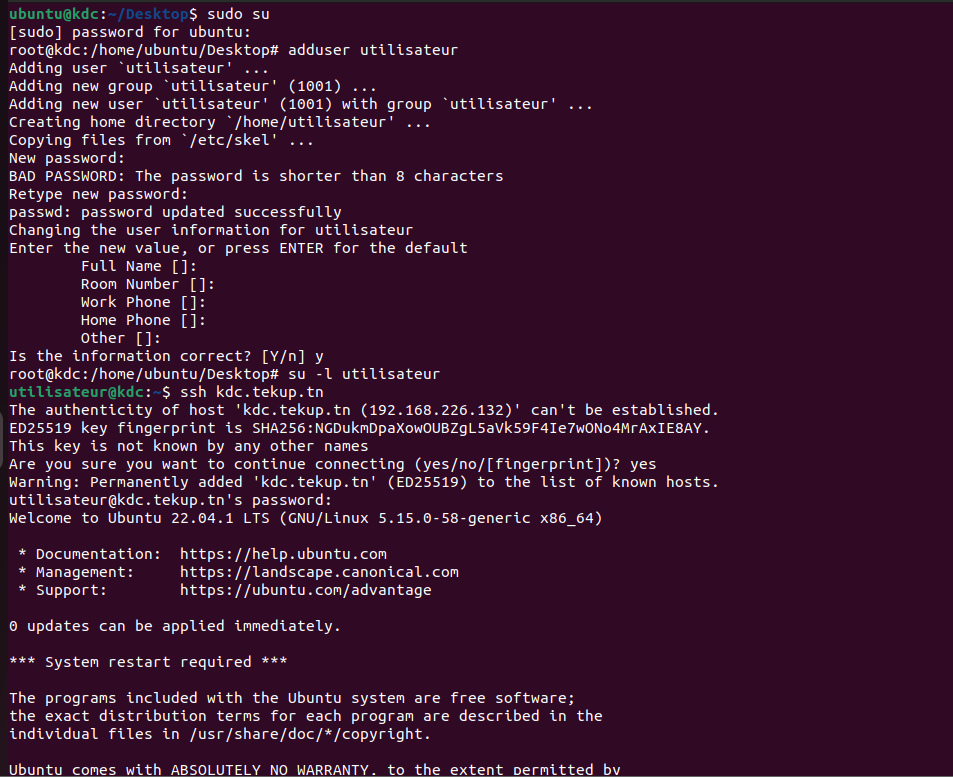 ubuntu@kdc:~/Desktop$ sudo su
[sudo] password for ubuntu:
root@kdc:/home/ubuntu/Desktop# adduser utilisateur
Adding user `utilisateur' ...
Adding new group `utilisateur' (1001) ...
Adding new user `utilisateur' (1001) with group `utilisateur' ...
Creating home directory `/home/utilisateur' ...
Copying files from `/etc/skel' ...
New password:
BAD PASSWORD: The password is shorter than 8 characters
Retype new password:
passwd: password updated successfully
Changing the user information for utilisateur
Enter the new value, or press ENTER for the default
        Full Name []:
        Room Number []:
        Work Phone []:
        Home Phone []:
        Other []:
Is the information correct? [Y/n] y
root@kdc:/home/ubuntu/Desktop# su -l utilisateur
utilisateur@kdc:~$ ssh kdc.tekup.tn
The authenticity of host 'kdc.tekup.tn (192.168.226.132)' can't be established.
ED25519 key fingerprint is SHA256:NGDukmDpaXowOUBZgL5aVk59F4Ie7wONo4MrAxIE8AY.
This key is not known by any other names
Are you sure you want to continue connecting (yes/no/[fingerprint])? yes
Warning: Permanently added 'kdc.tekup.tn' (ED25519) to the list of known hosts.
utilisateur@kdc.tekup.tn's password:
Welcome to Ubuntu 22.04.1 LTS (GNU/Linux 5.15.0-58-generic x86_64)

 * Documentation:  https://help.ubuntu.com
 * Management:     https://landscape.canonical.com
 * Support:        https://ubuntu.com/advantage

0 updates can be applied immediately.

*** System restart required ***

The programs included with the Ubuntu system are free software;
the exact distribution terms for each program are described in the
individual files in /usr/share/doc/*/copyright.

Ubuntu comes with ABSOLUTELY NO WARRANTY, to the extent permitted by